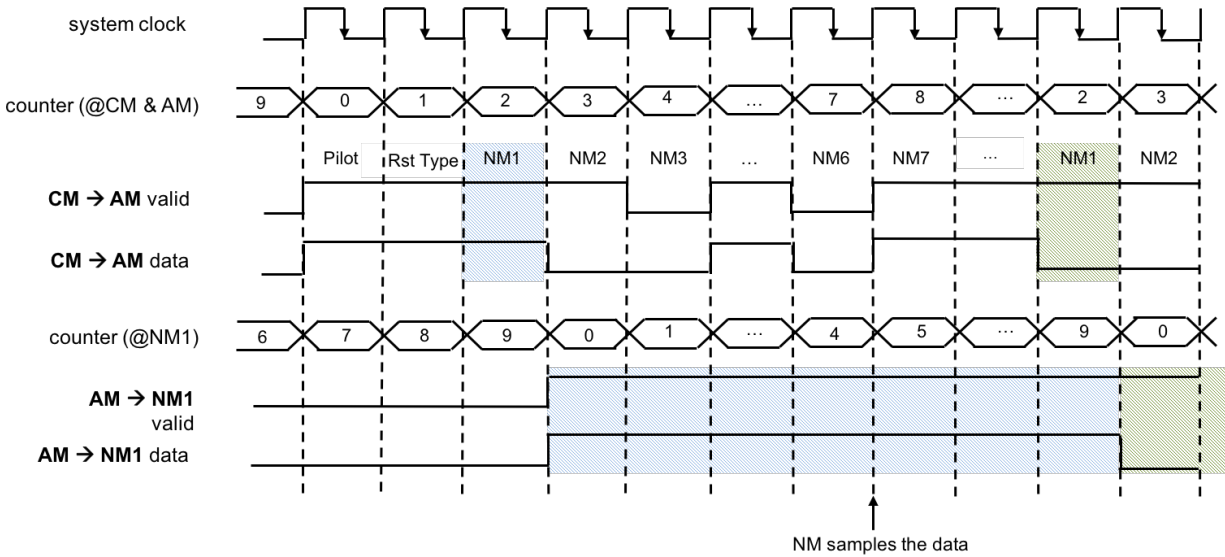 system clock
counter (@CM & AM)
9 0 1 2 3 4 ... 7 8 ... 2 3
Pilot Rst Type NM1 NM2 NM3 ... NM6 NM7 ... NM1 NM2
CM → AM valid
CM → AM data
counter (@NM1)
6 7 8 9 0 1 ... 4 5 ... 9 0
AM → NM1
valid
AM → NM1 data
NM samples the data